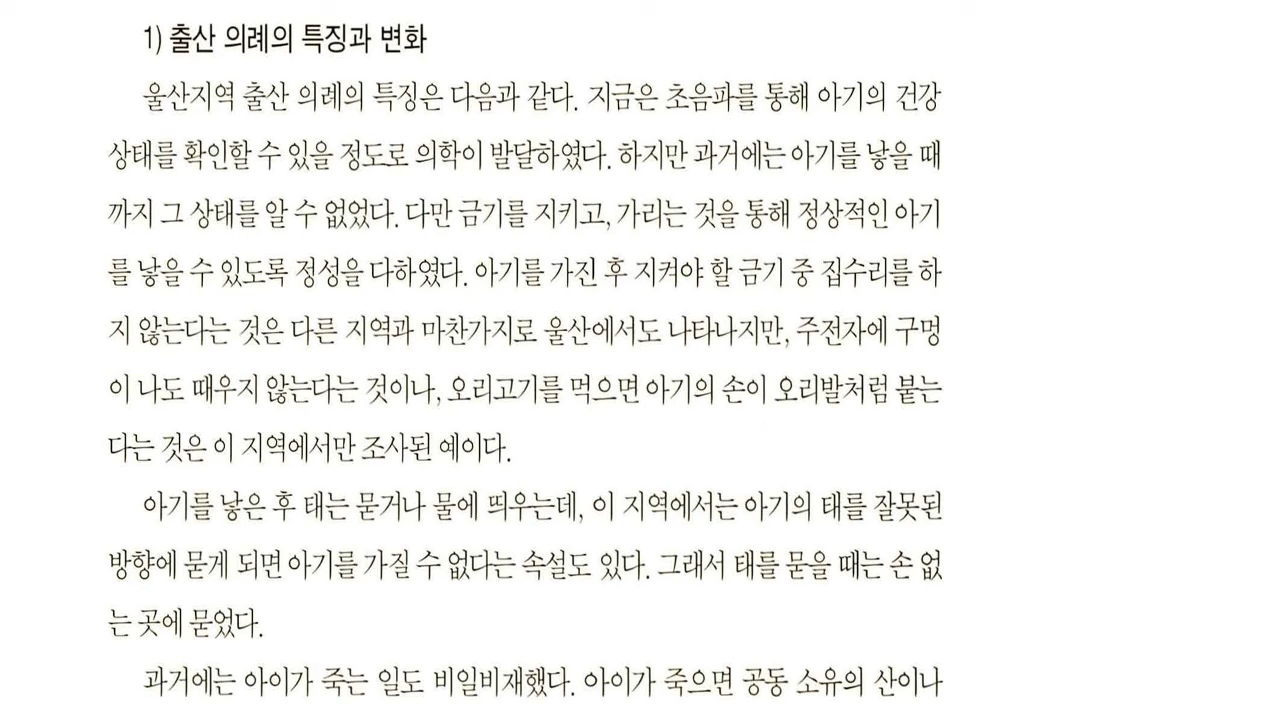 1) 출산 의례의 특징과 변화
울산지역 출산 의례의 특징은 다음과 같다. 지금은 초음파를 통해 아기의 건강
상태를 확인할 수 있을 정도로 의학이 발달하였다. 하지만 과거에는 아기를 낳을 때
까지 그 상태를 알 수 없었다. 다만 금기를 지키고, 가리는 것을 통해 정상적인 아기
를 낳을 수 있도록 정성을 다하였다. 아기를 가진 후 지켜야 할 금기 중 집수리를 하
지 않는다는 것은 다른 지역과 마찬가지로 울산에서도 나타나지만, 주전자에 구멍
이 나도 때우지 않는다는 것이나, 오리고기를 먹으면 아기의 손이 오리발처럼 붙는
다는 것은 이 지역에서만 조사된 예이다.
아기를 낳은 후 태는 묻거나 물에 띄우는데, 이 지역에서는 아기의 태를 잘못된
방향에 묻게 되면 아기를 가질 수 없다는 속설도 있다. 그래서 태를 묻을 때는 손 없
는 곳에 묻었다.
과거에는 아이가 죽는 일도 비일비재했다. 아이가 죽으면 공동 소유의 산이나